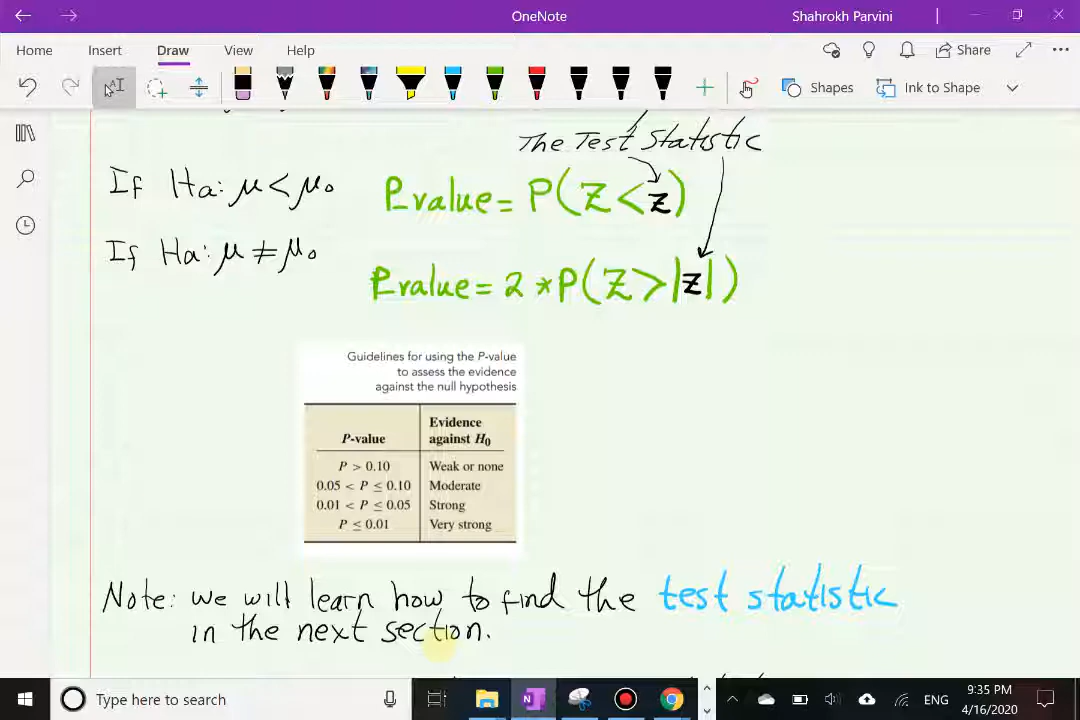 OneNote
Shahrokh Parvini
Home Insert Draw View Help
Share
Shapes
Ink to Shape
The Test Statistic
If Ha: μ < μ₀ P_value = P(Z < z)
If Ha: μ ≠ μ₀
P_value = 2 * P(Z > |z|)
Guidelines for using the P-value
to assess the evidence
against the null hypothesis
P-value Evidence against H₀
P > 0.10 Weak or none
0.05 < P ≤ 0.10 Moderate
0.01 < P ≤ 0.05 Strong
P ≤ 0.01 Very strong
Note: we will learn how to find the test statistic
in the next section.
Type here to search
ENG
9:35 PM
4/16/2020